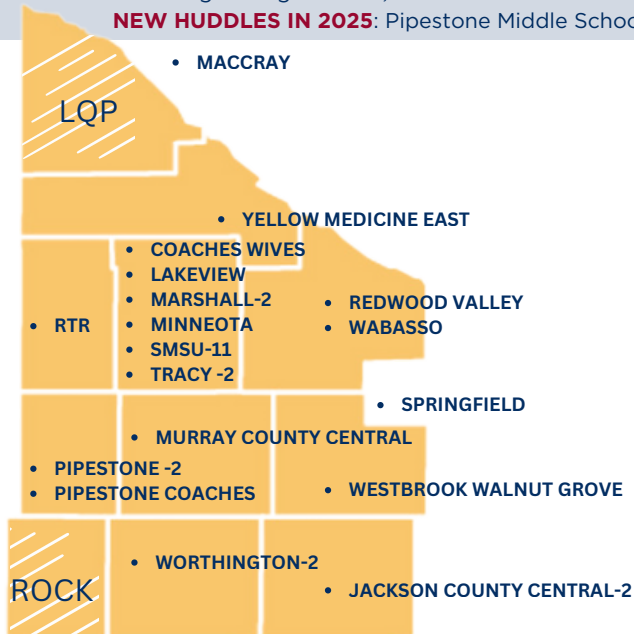 NEW HUDDLES IN 2025: Pipestone Middle Schoo
• MACCRAY
LQP
• YELLOW MEDICINE EAST
• COACHES WIVES
• LAKEVIEW
• MARSHALL-2
• MINNEOTA
• SMSU-11
• TRACY -2
• REDWOOD VALLEY
• WABASSO
• RTR
• SPRINGFIELD
• MURRAY COUNTY CENTRAL
• PIPESTONE -2
• PIPESTONE COACHES
• WESTBROOK WALNUT GROVE
• WORTHINGTON-2
ROCK
• JACKSON COUNTY CENTRAL-2